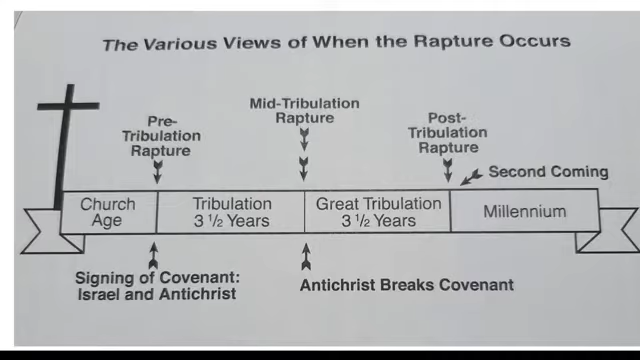 The Various Views of When the Rapture Occurs
Pre-
Tribulation
Rapture
Mid-Tribulation
Rapture
Post-
Tribulation
Rapture
Second Coming
Church
Age
Tribulation
3 1/2 Years
Great Tribulation
3 1/2 Years
Millennium
Signing of Covenant:
Israel and Antichrist
Antichrist Breaks Covenant